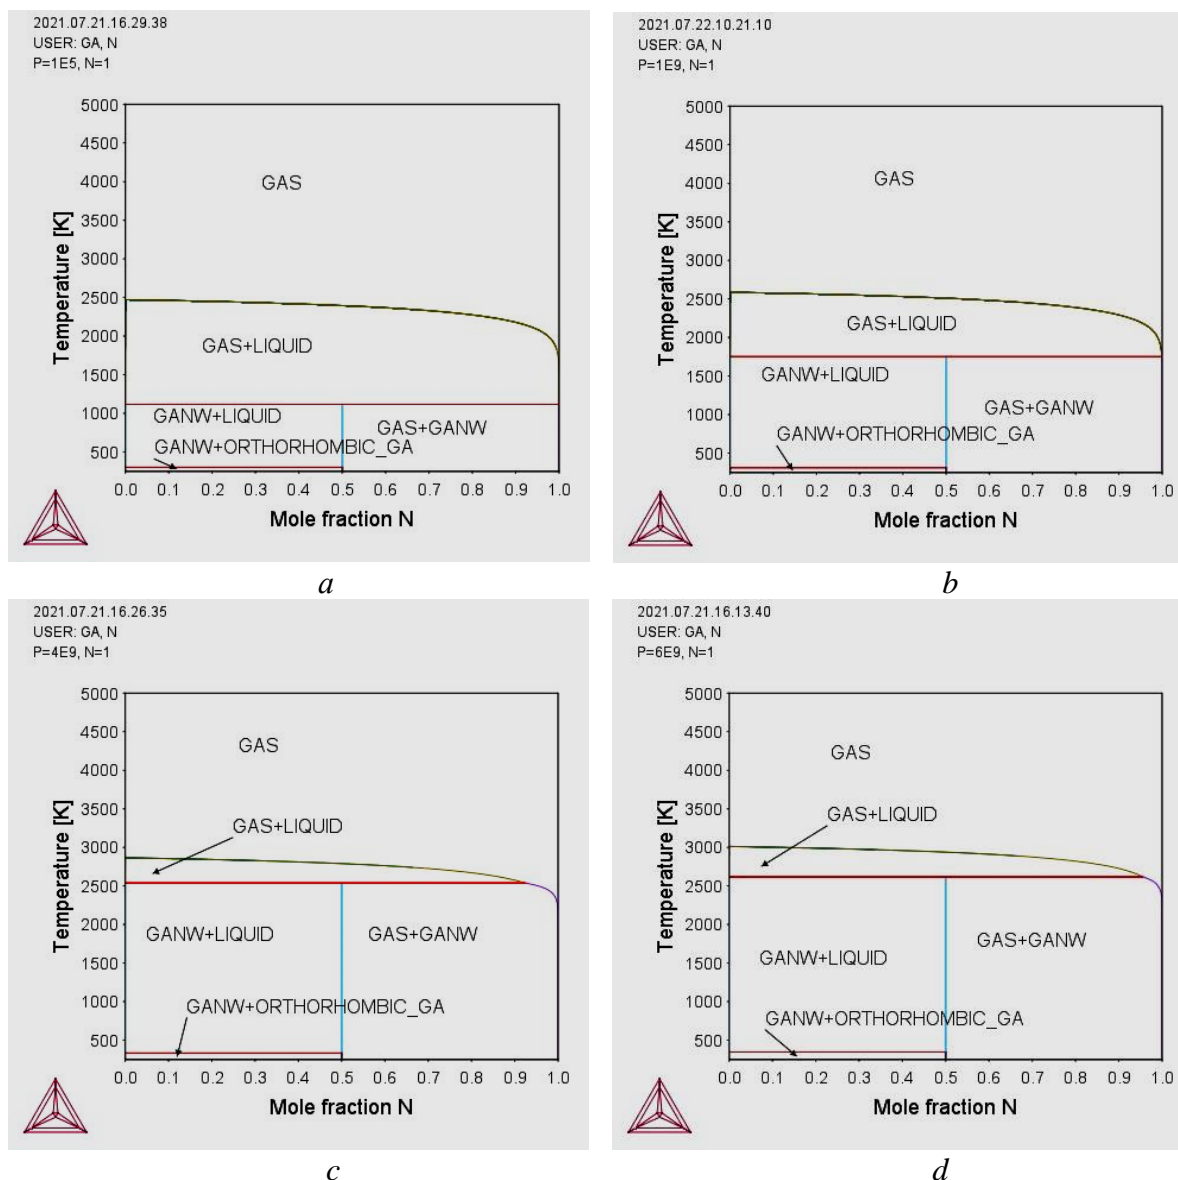 2021.07.21.16.29.38
USER: GA, N
P=1E5, N=1
5000
4500
4000
3500
3000
2500
2000
1500
1000
500
Temperature [K]
GAS
GAS+LIQUID
GANW+LIQUID
GAS+GANW
GANW+ORTHORHOMBIC_GA
0.0 0.1 0.2 0.3 0.4 0.5 0.6 0.7 0.8 0.9 1.0
Mole fraction N
a
2021.07.22.10.21.10
USER: GA, N
P=1E9, N=1
5000
4500
4000
3500
3000
2500
2000
1500
1000
500
Temperature [K]
GAS
GAS+LIQUID
GANW+LIQUID
GAS+GANW
GANW+ORTHORHOMBIC_GA
0.0 0.1 0.2 0.3 0.4 0.5 0.6 0.7 0.8 0.9 1.0
Mole fraction N
b
2021.07.21.16.26.35
USER: GA, N
P=4E9, N=1
5000
4500
4000
3500
3000
2500
2000
1500
1000
500
Temperature [K]
GAS
GAS+LIQUID
GANW+LIQUID
GAS+GANW
GANW+ORTHORHOMBIC_GA
0.0 0.1 0.2 0.3 0.4 0.5 0.6 0.7 0.8 0.9 1.0
Mole fraction N
c
2021.07.21.16.13.40
USER: GA, N
P=6E9, N=1
5000
4500
4000
3500
3000
2500
2000
1500
1000
500
Temperature [K]
GAS
GAS+LIQUID
GAS+GANW
GANW+LIQUID
GANW+ORTHORHOMBIC_GA
0.0 0.1 0.2 0.3 0.4 0.5 0.6 0.7 0.8 0.9 1.0
Mole fraction N
d